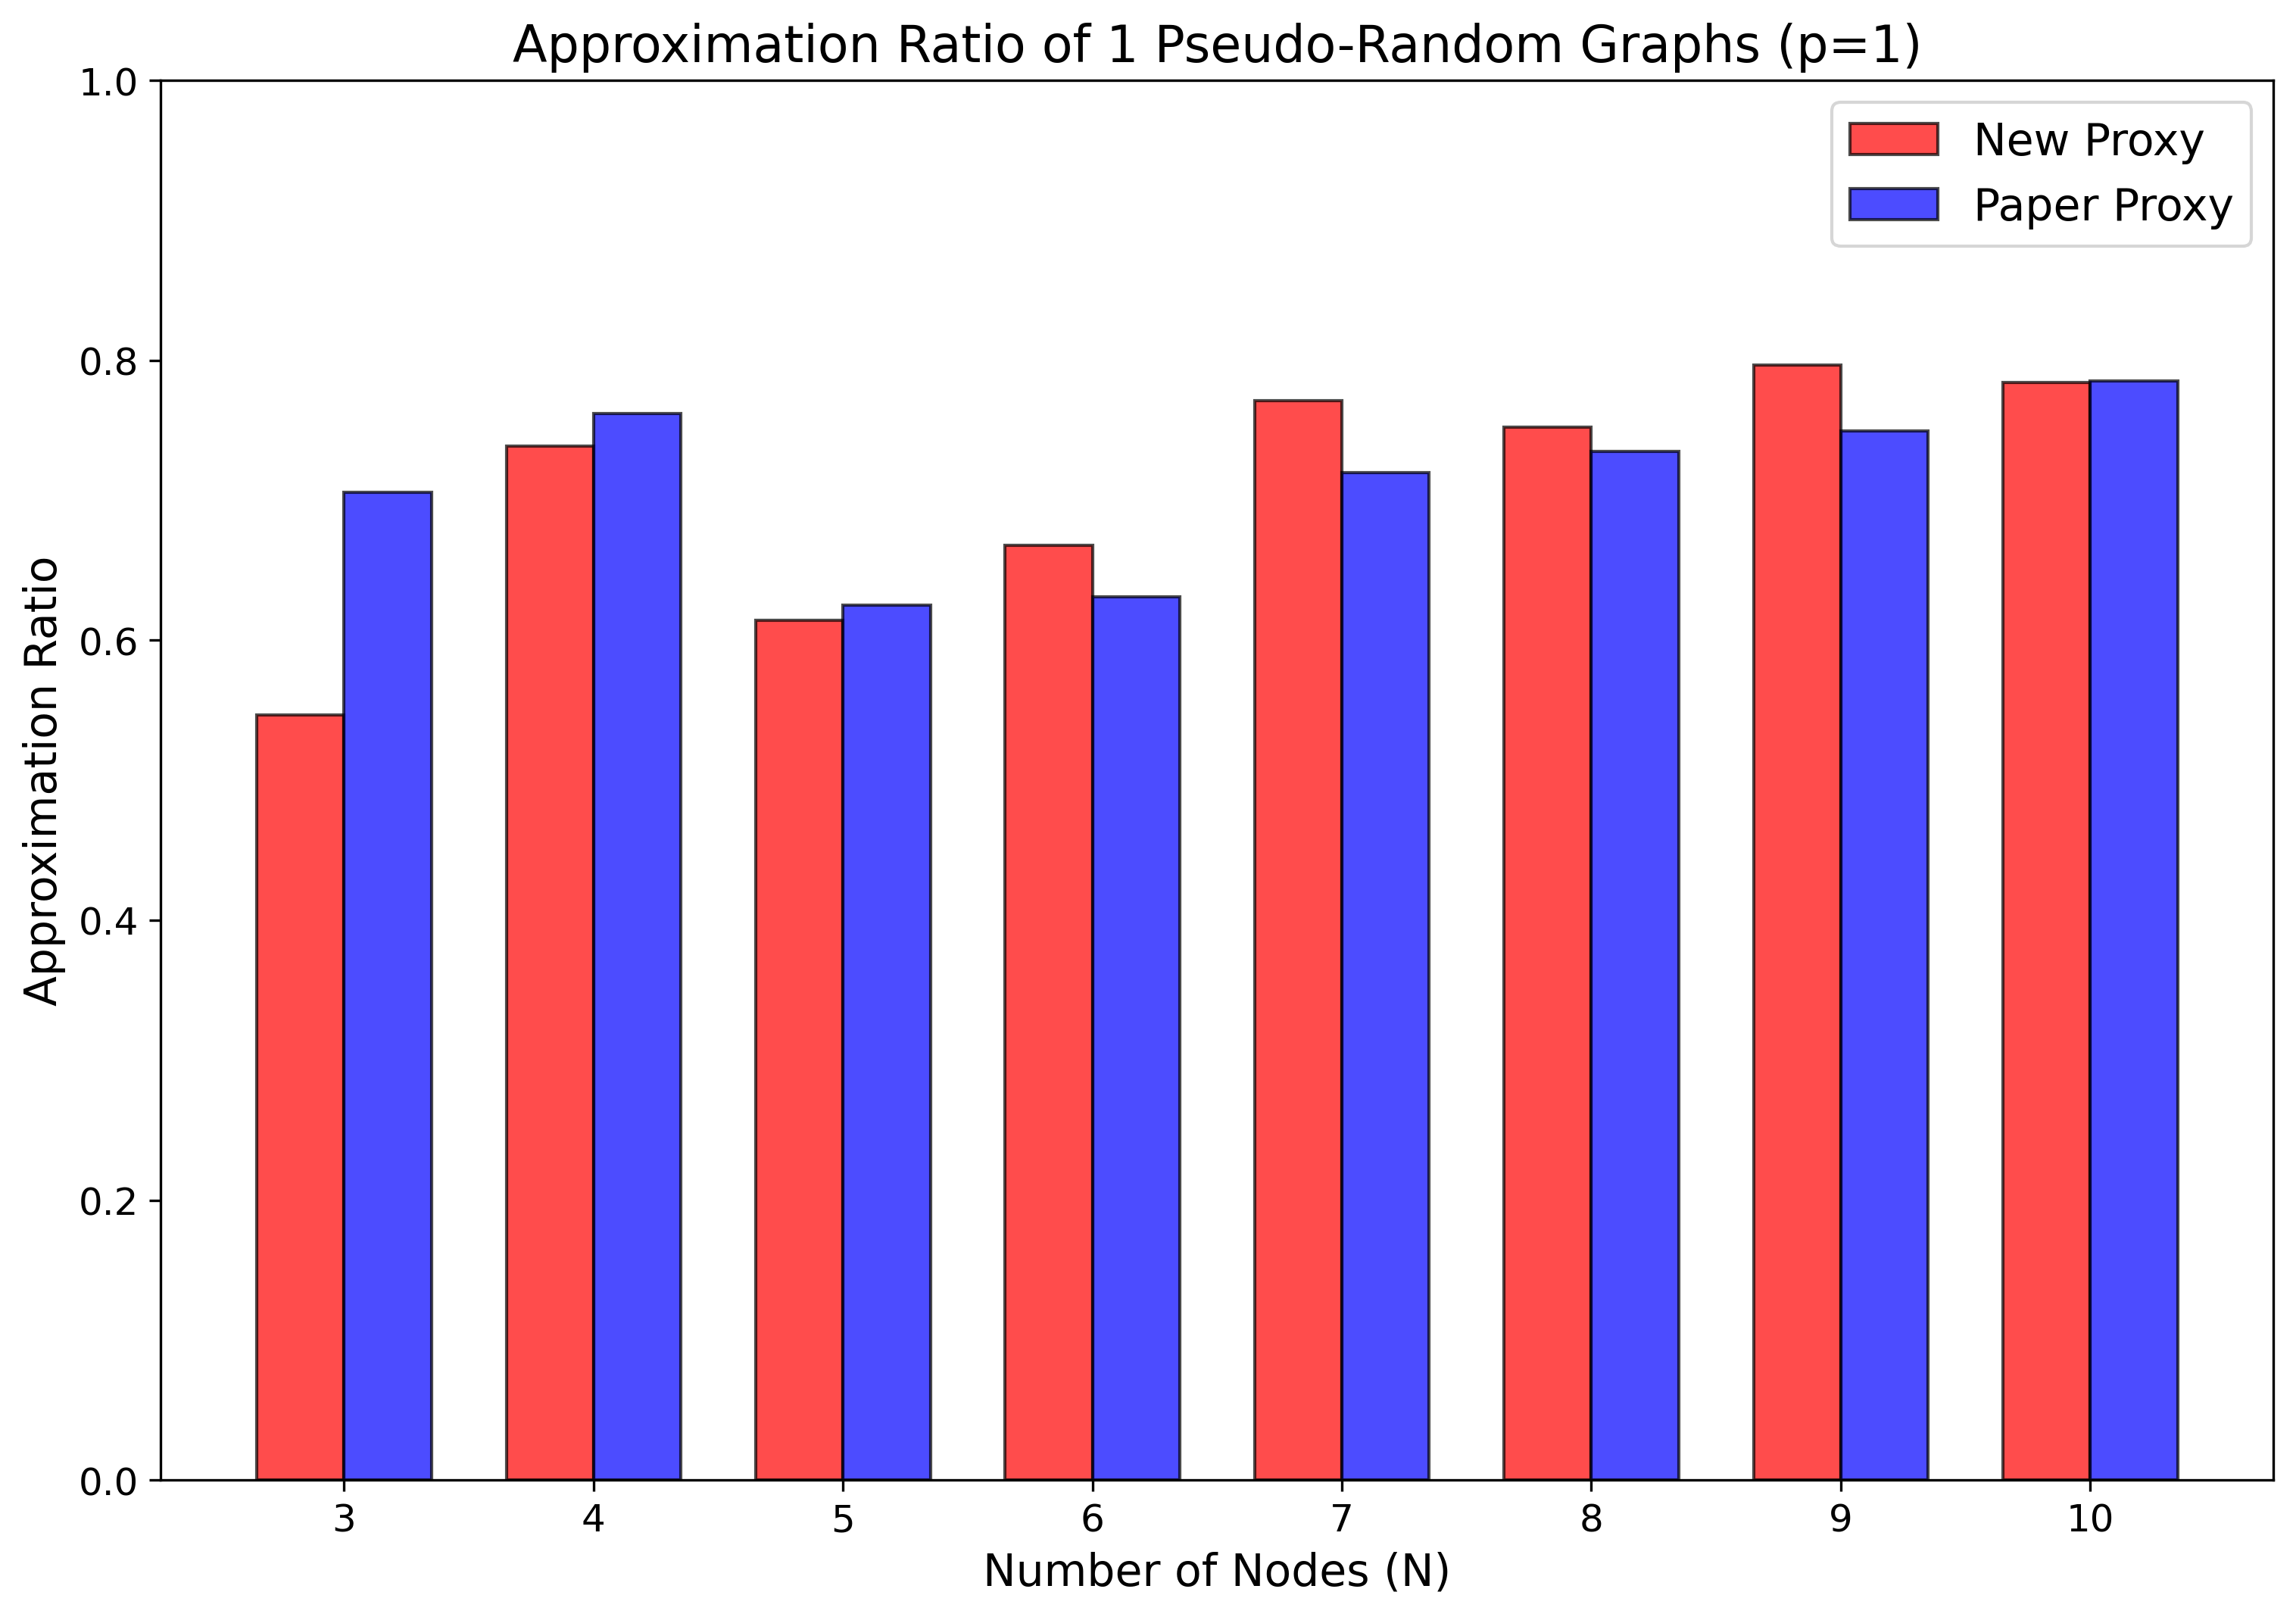 Approximation Ratio of 1 Pseudo-Random Graphs (p=1)
New Proxy
Paper Proxy
Approximation Ratio
1.0
0.8
0.6
0.4
0.2
0.0
3 4 5 6 7 8 9 10
Number of Nodes (N)